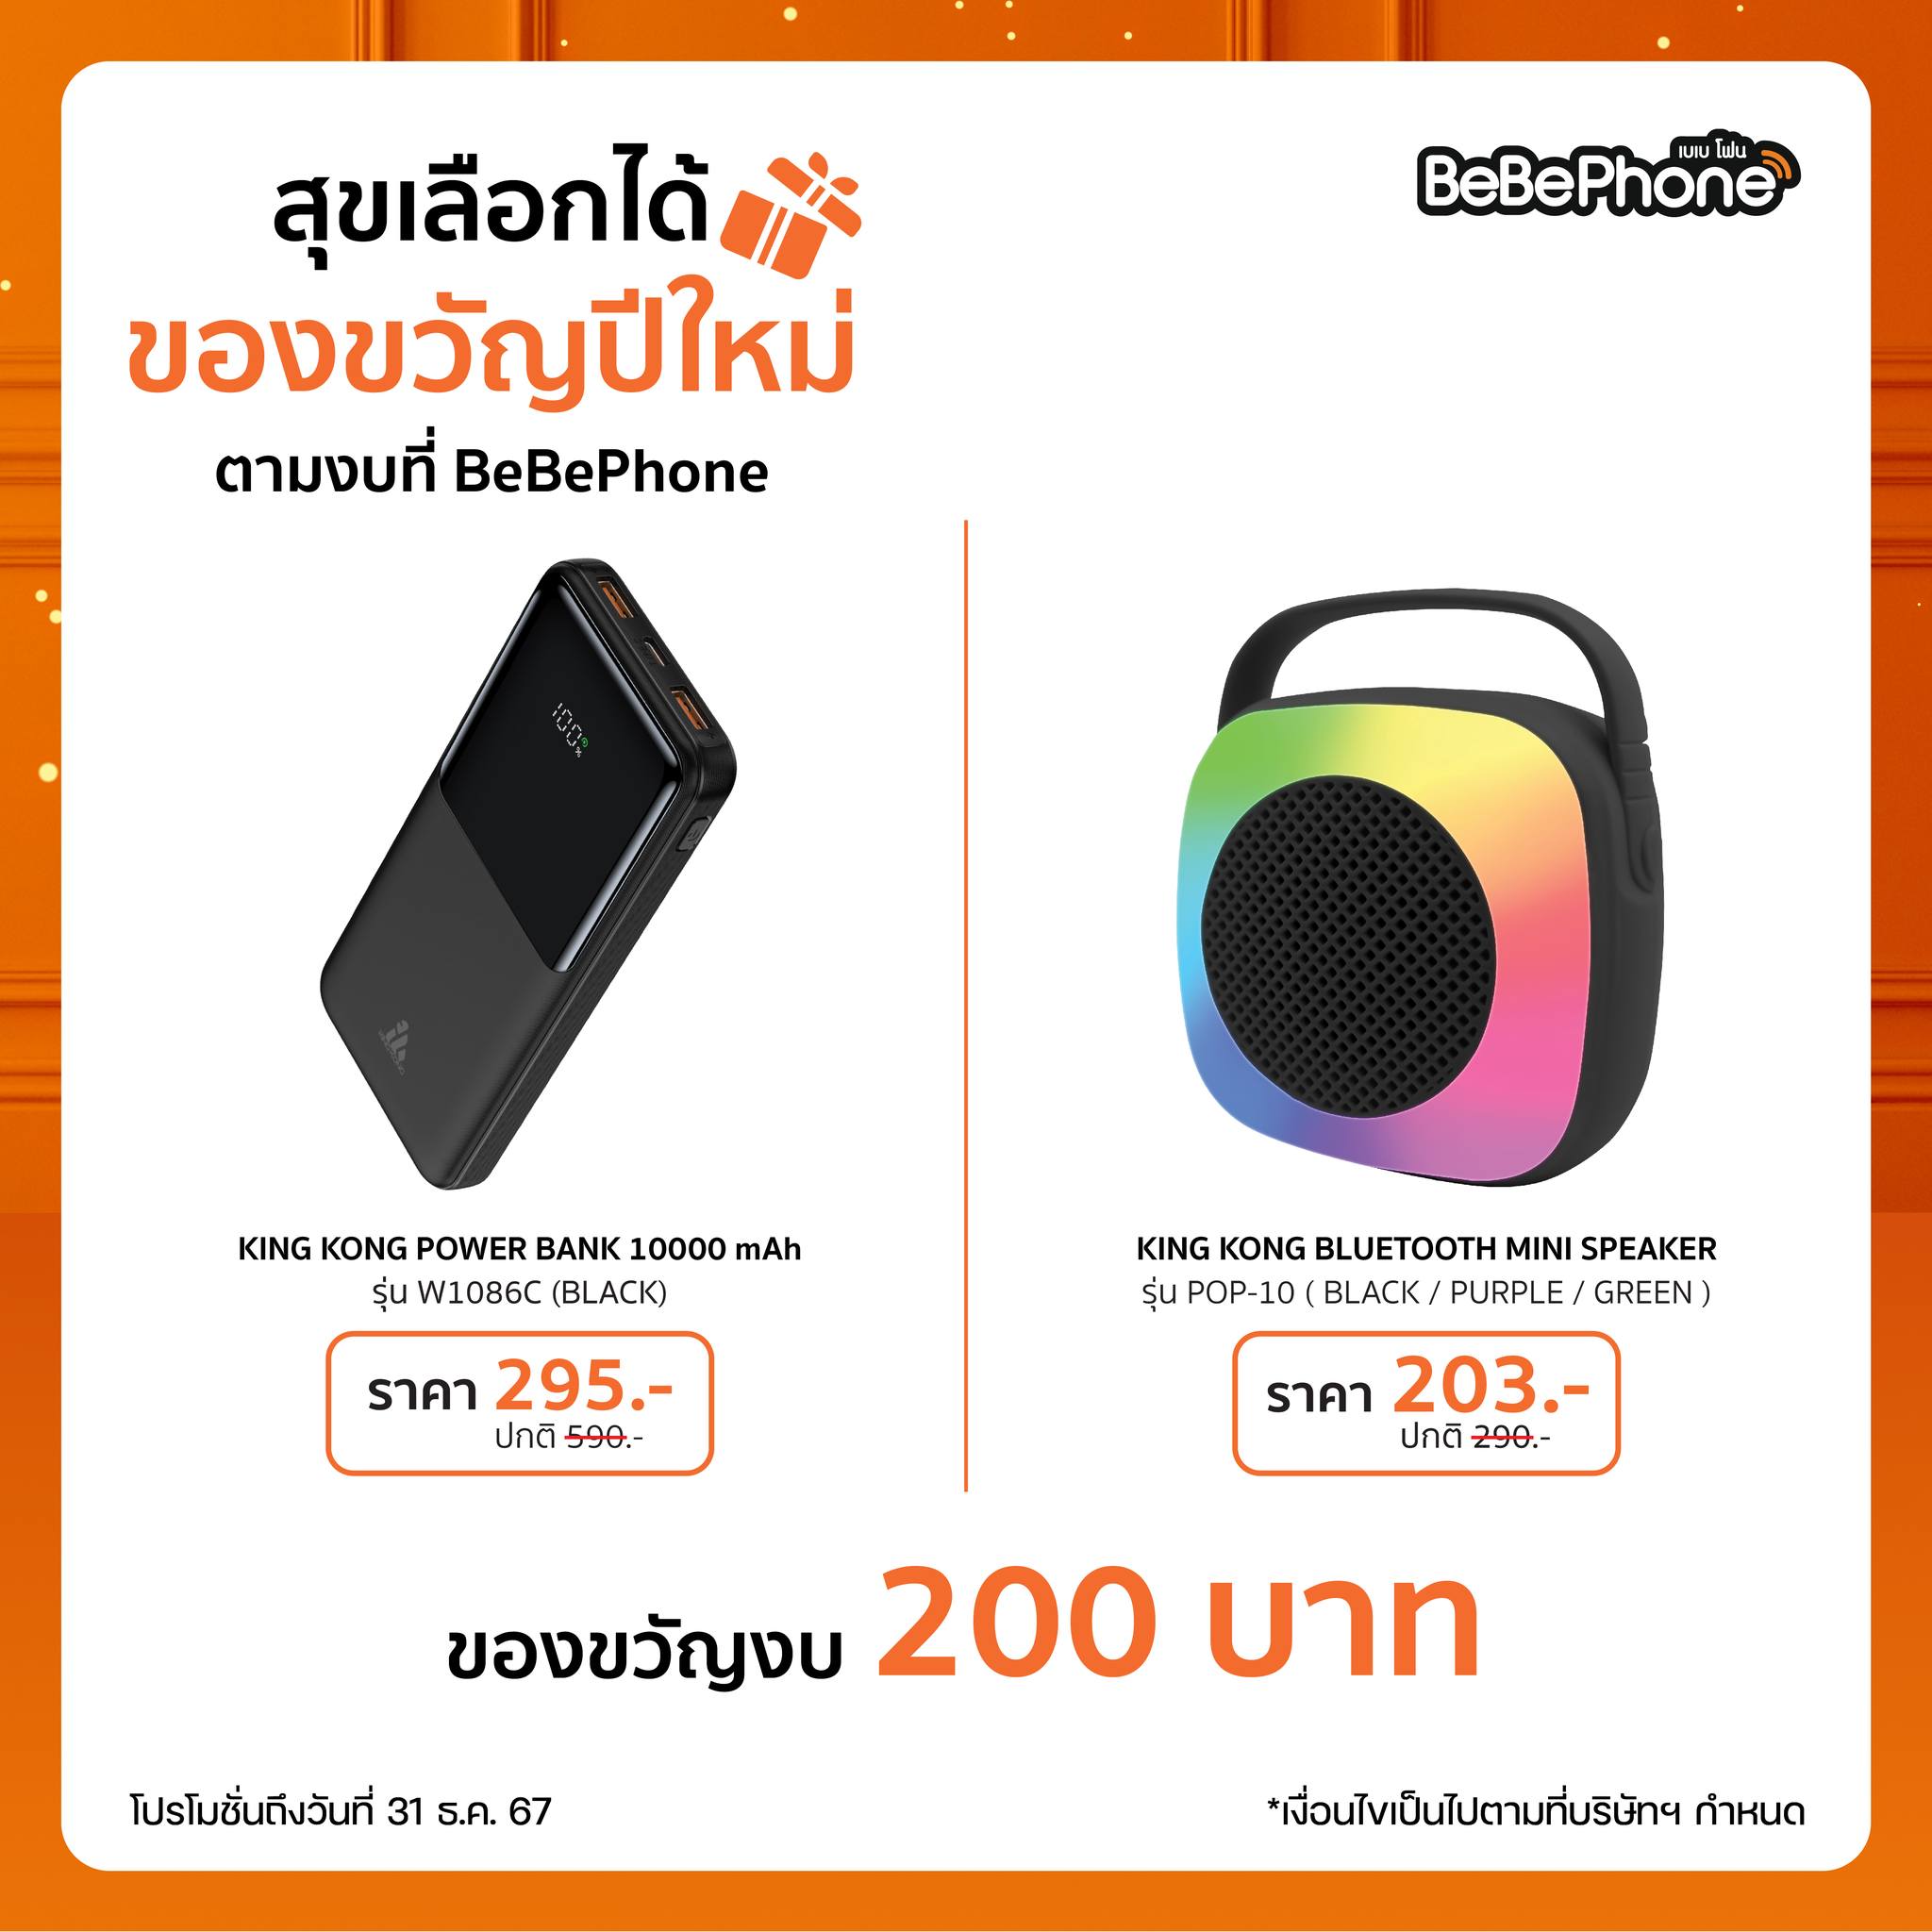 สุขเลือกได้
ของขวัญปีใหม่
ตามงบที่ BeBePhone
เบเบ โฟน
BeBePhone
100%
KING KONG POWER BANK 10000 mAh
รุ่น W1086C (BLACK)
ราคา 295.-
ปกติ 590.-
KING KONG BLUETOOTH MINI SPEAKER
รุ่น POP-10 ( BLACK / PURPLE / GREEN )
ราคา 203.-
ปกติ 290.-
ของขวัญงบ 200 บาท
โปรโมชั่นถึงวันที่ 31 ธ.ค. 67
*เงื่อนไขเป็นไปตามที่บริษัทฯ กำหนด